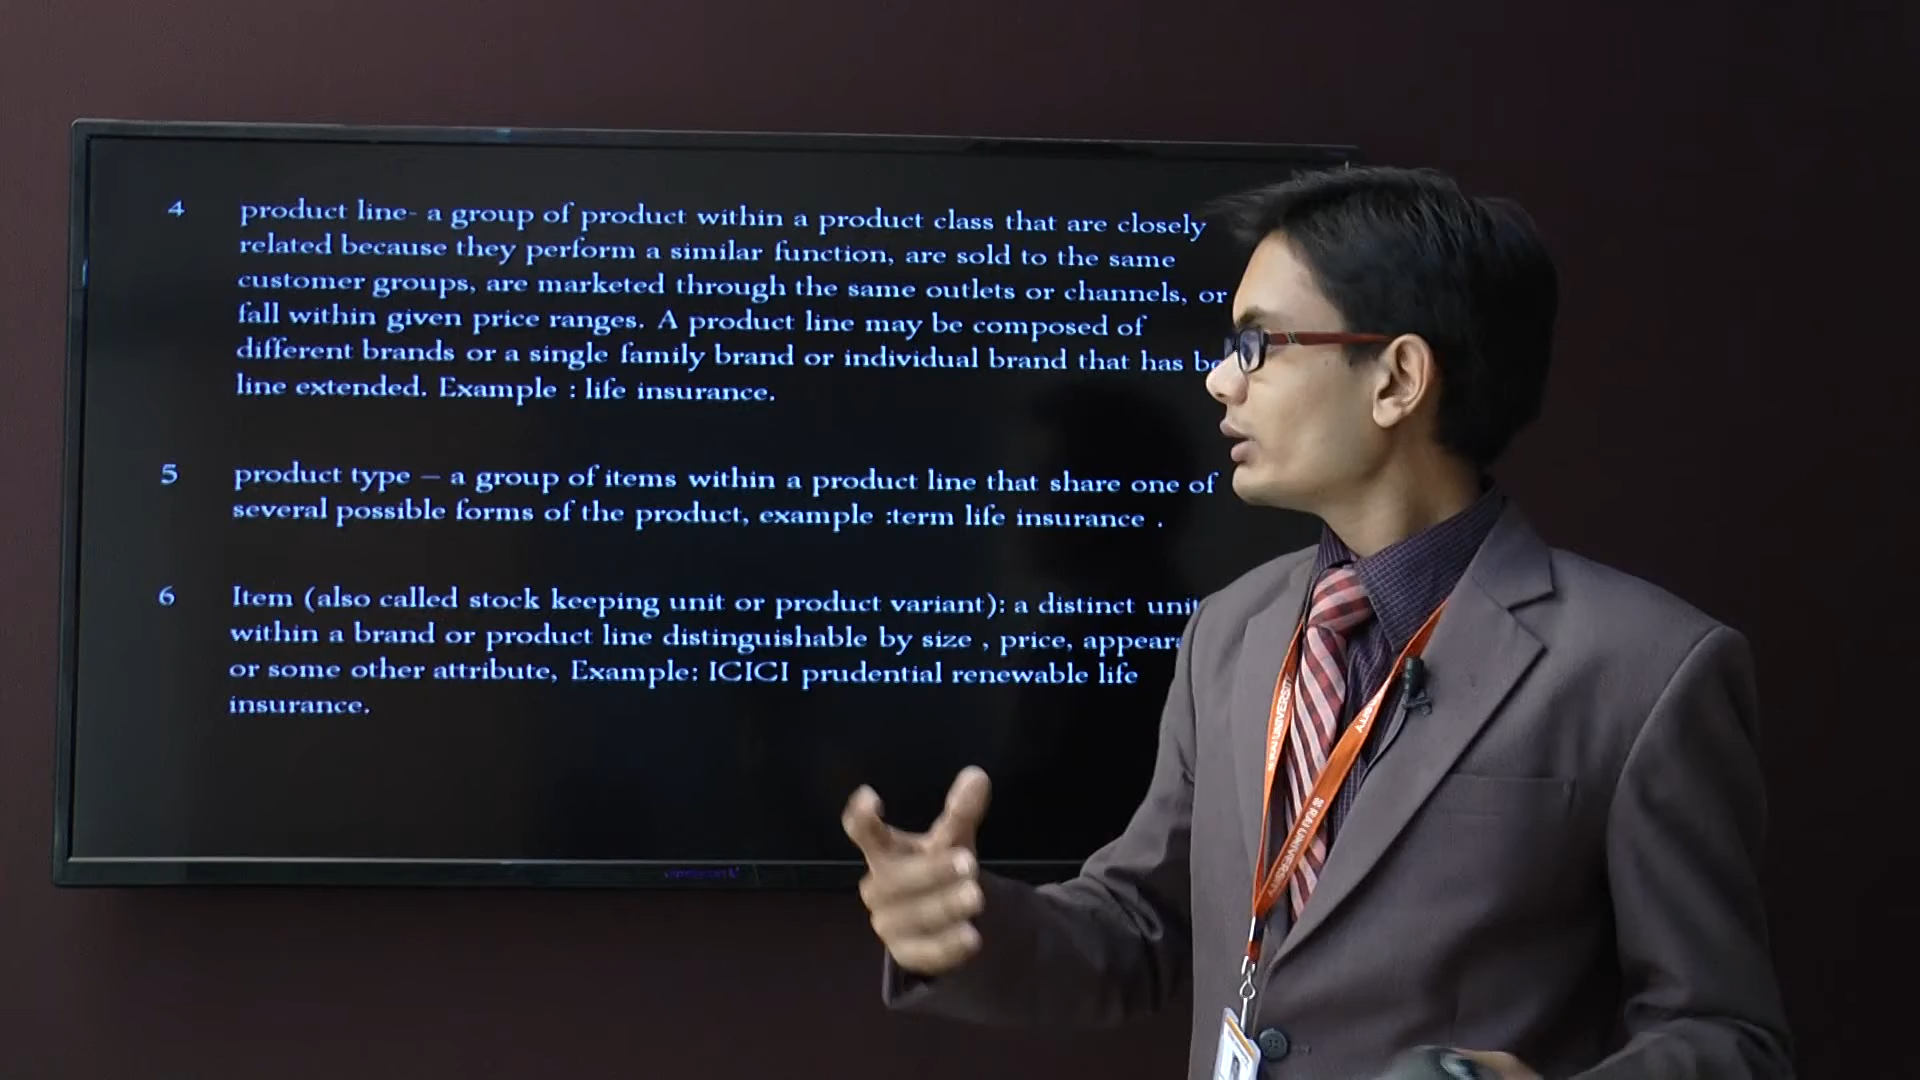 4 product line- a group of product within a product class that are closely
related because they perform a similar function, are sold to the same
customer groups, are marketed through the same outlets or channels, or
fall within given price ranges. A product line may be composed of
different brands or a single family brand or individual brand that has
line extended. Example : life insurance.
5 product type – a group of items within a product line that share one of
several possible forms of the product, example :term life insurance .
6 Item (also called stock keeping unit or product variant): a distinct unit
within a brand or product line distinguishable by size , price,
or some other attribute, Example: ICICI prudential renewable life
insurance.
RAI UNIVERSITY
RAI UNIVERSITY